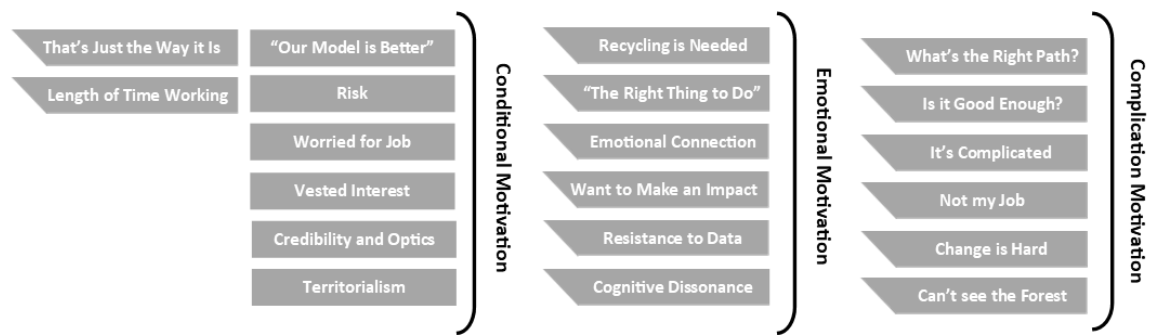 That's Just the Way it Is
Length of Time Working
"Our Model is Better"
Risk
Worried for Job
Vested Interest
Credibility and Optics
Territorialism
Conditional Motivation
Recycling is Needed
"The Right Thing to Do"
Emotional Connection
Want to Make an Impact
Resistance to Data
Cognitive Dissonance
Emotional Motivation
What's the Right Path?
Is it Good Enough?
It's Complicated
Not my Job
Change is Hard
Can't see the Forest
Complication Motivation